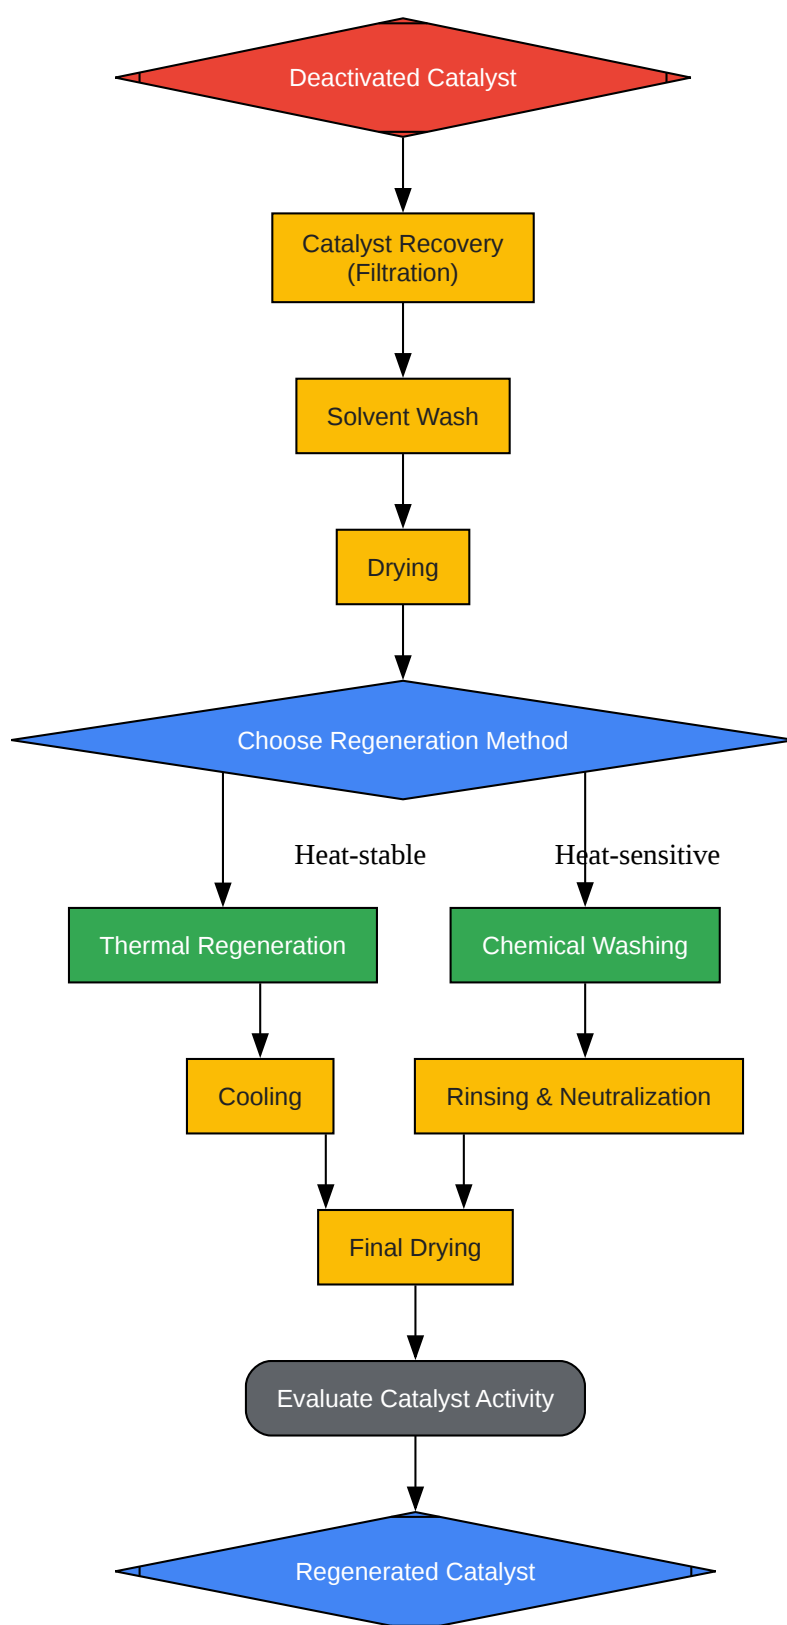 Deactivated Catalyst
Catalyst Recovery
(Filtration)
Solvent Wash
Drying
Choose Regeneration Method
Heat-stable
Heat-sensitive
Thermal Regeneration
Chemical Washing
Cooling
Rinsing & Neutralization
Final Drying
Evaluate Catalyst Activity
Regenerated Catalyst